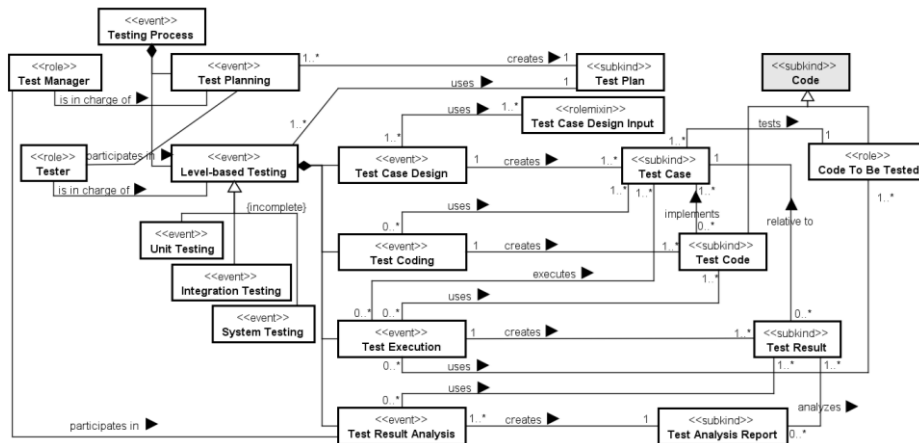 <<event>>
Testing Process
<<role>>
Test Manager
<<event>>
Test Planning
1..*
creates ►
1
<<subkind>>
Test Plan
<<subkind>>
Code
is in charge of ►
uses ►
1
1..*
uses ►
1..*
<<rolemixin>>
Test Case Design Input
1..*
tests ►
1..*
1
<<role>>
Tester
participates in ►
is in charge of ►
<<event>>
Level-based Testing
<<event>>
Test Case Design
1
creates ►
1..*
<<subkind>>
Test Case
1
<<role>>
Code To Be Tested
1..*
1..*
1..*
1..*
{incomplete}
uses ►
0..*
implements
0..*
relative to
<<event>>
Unit Testing
<<event>>
Test Coding
1
creates ►
1..*
<<subkind>>
Test Code
1..*
<<event>>
Integration Testing
executes ►
uses ►
0..*
0..*
0..*
<<event>>
System Testing
<<event>>
Test Execution
1
creates ►
1..*
<<subkind>>
Test Result
0..*
uses ►
1..*
1..*
uses ►
0..*
participates in ►
<<event>>
Test Result Analysis
1..*
creates ►
1
<<subkind>>
Test Analysis Report
analyzes ►
0..*